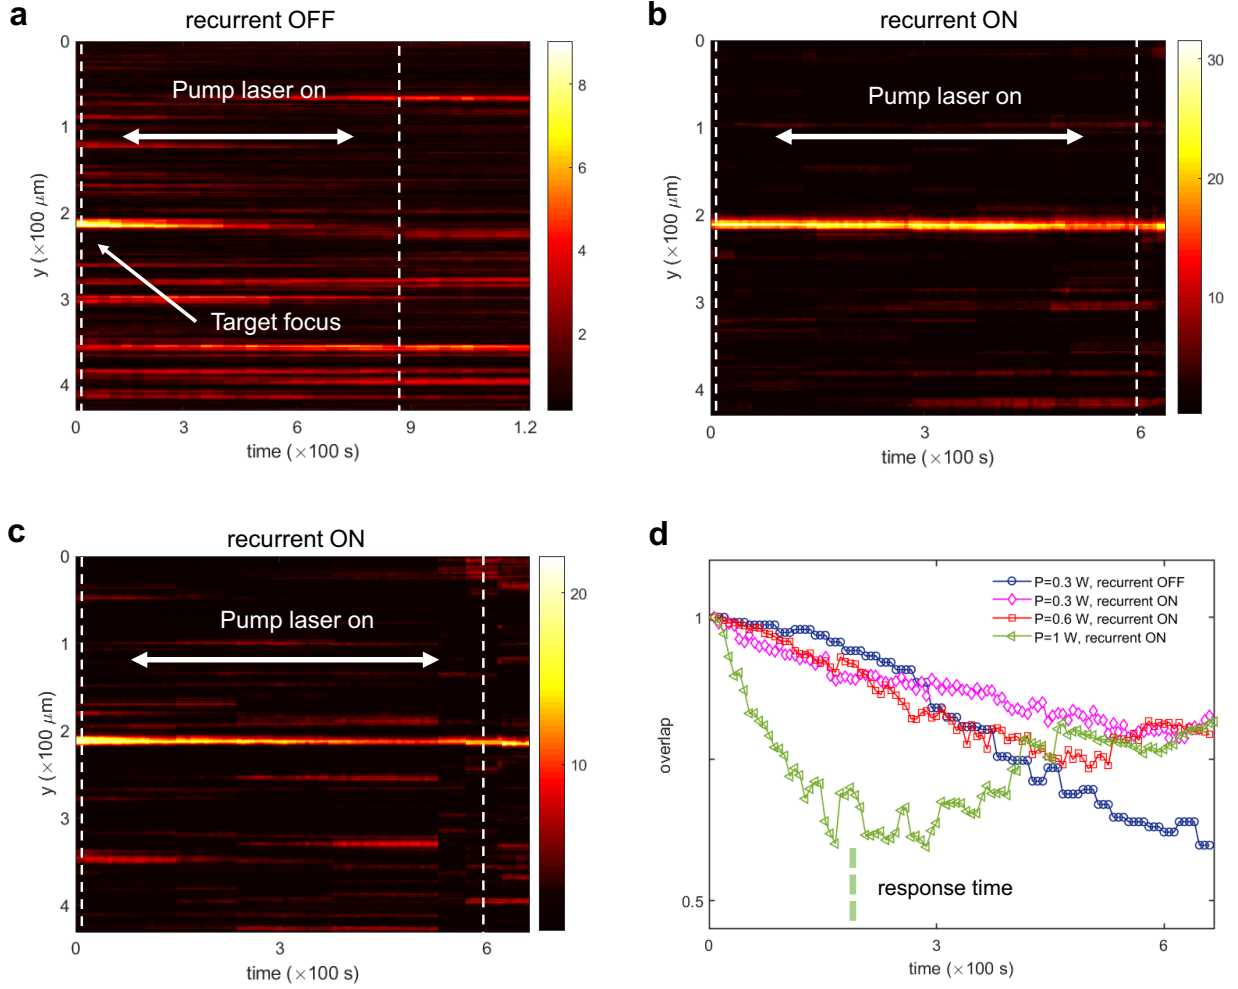 a
recurrent OFF
0
1
2
3
4
y (×100 μm)
Pump laser on
Target focus
0
3
6
9
1.2
time (×100 s)
8
6
4
2
b
recurrent ON
0
1
2
3
4
y (×100 μm)
Pump laser on
0
3
6
time (×100 s)
30
20
10
c
recurrent ON
0
1
2
3
4
y (×100 μm)
Pump laser on
0
3
6
time (×100 s)
20
10
d
1
0.5
overlap
P=0.3 W, recurrent OFF
P=0.3 W, recurrent ON
P=0.6 W, recurrent ON
P=1 W, recurrent ON
response time
0
3
6
time (×100 s)